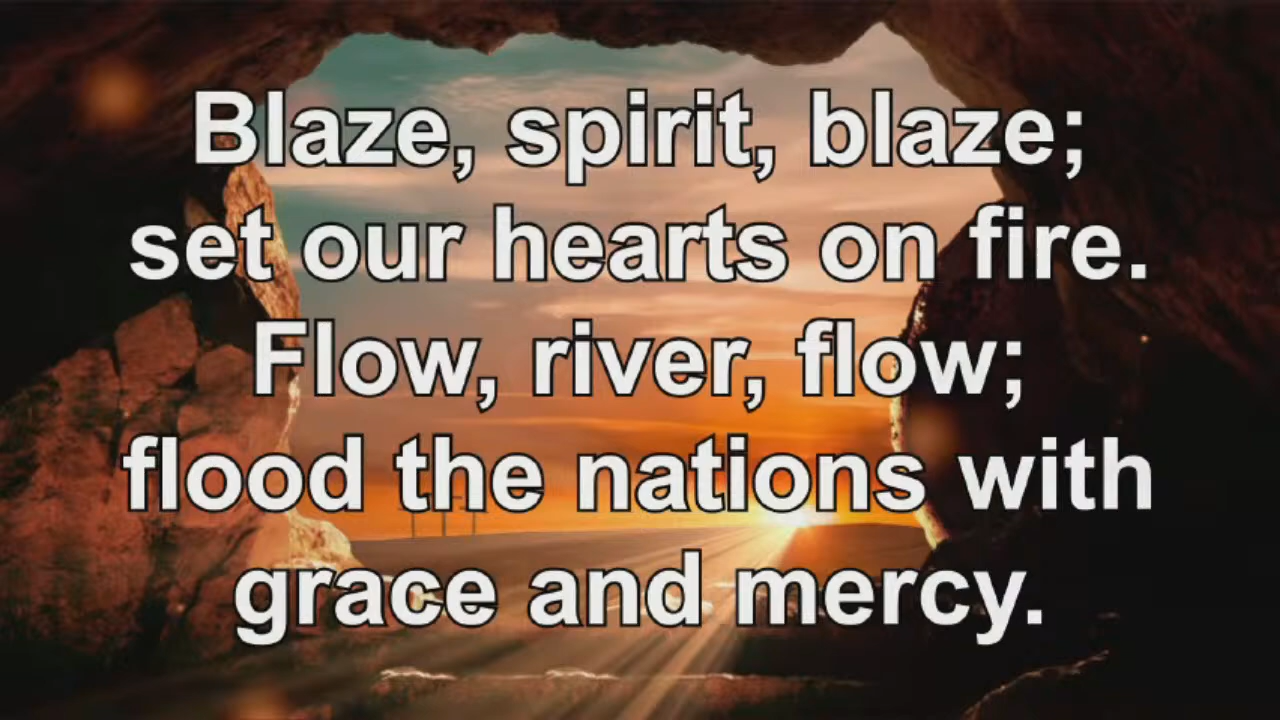 Blaze, spirit, blaze;
set our hearts on fire.
Flow, river, flow;
flood the nations with
grace and mercy.